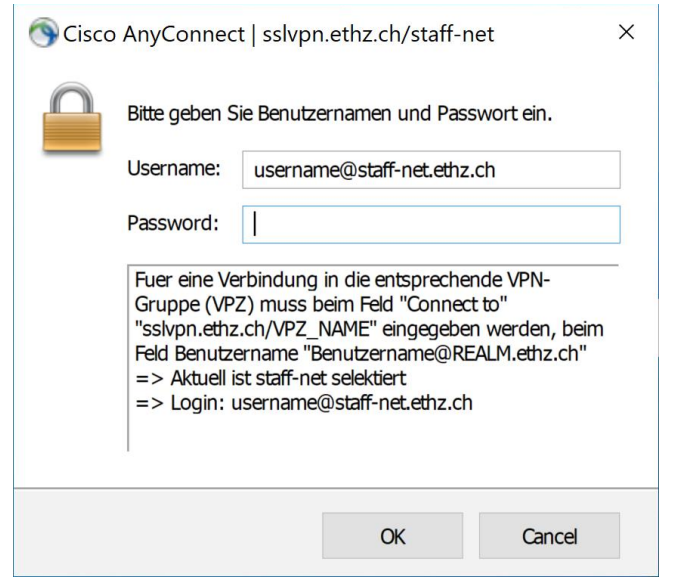 Cisco AnyConnect | sslvpn.ethz.ch/staff-net
Bitte geben Sie Benutzernamen und Passwort ein.
Username: username@staff-net.ethz.ch
Password:
Fuer eine Verbindung in die entsprechende VPN-
Gruppe (VPZ) muss beim Feld "Connect to"
"sslvpn.ethz.ch/VPZ_NAME" eingegeben werden, beim
Feld Benutzername "Benutzername@REALM.ethz.ch"
=> Aktuell ist staff-net selektiert
=> Login: username@staff-net.ethz.ch
OK Cancel